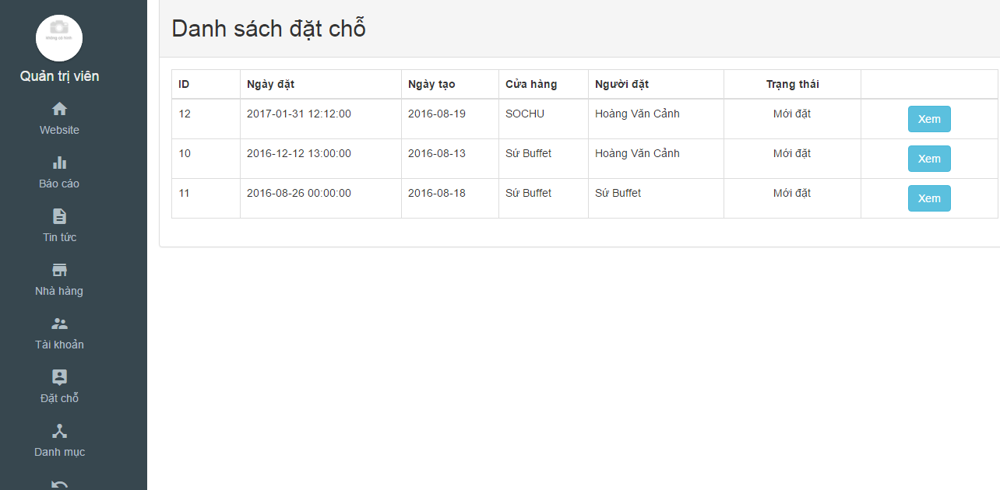 không có hình
Quản trị viên
Website
Báo cáo
Tin tức
Nhà hàng
Tài khoản
Đặt chỗ
Danh mục
Danh sách đặt chỗ
ID Ngày đặt Ngày tạo Cửa hàng Người đặt Trạng thái
12 2017-01-31 12:12:00 2016-08-19 SOCHU Hoàng Văn Cảnh Mới đặt Xem
10 2016-12-12 13:00:00 2016-08-13 Sứ Buffet Hoàng Văn Cảnh Mới đặt Xem
11 2016-08-26 00:00:00 2016-08-18 Sứ Buffet Sứ Buffet Mới đặt Xem